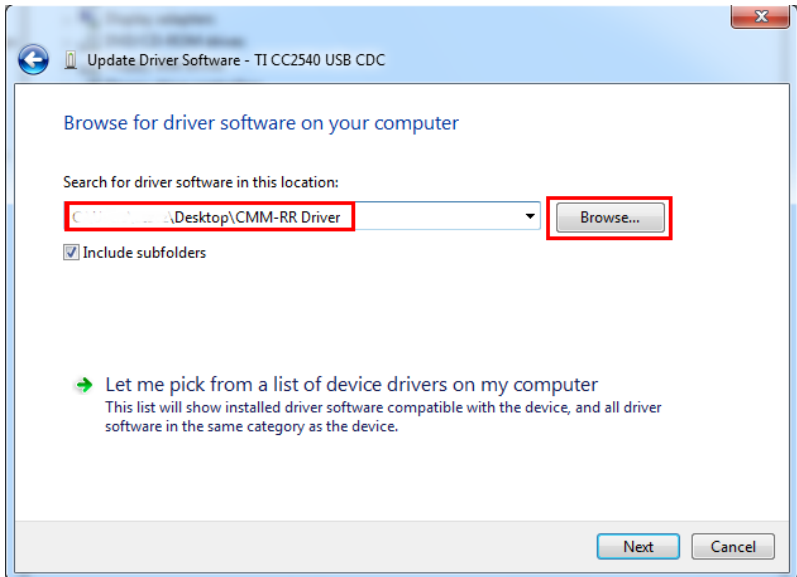 Display adapters
Update Driver Software - TI CC2540 USB CDC
Browse for driver software on your computer
Search for driver software in this location:
\Desktop\CMM-RR Driver
Browse...
Include subfolders
Let me pick from a list of device drivers on my computer
This list will show installed driver software compatible with the device, and all driver
software in the same category as the device.
Next
Cancel